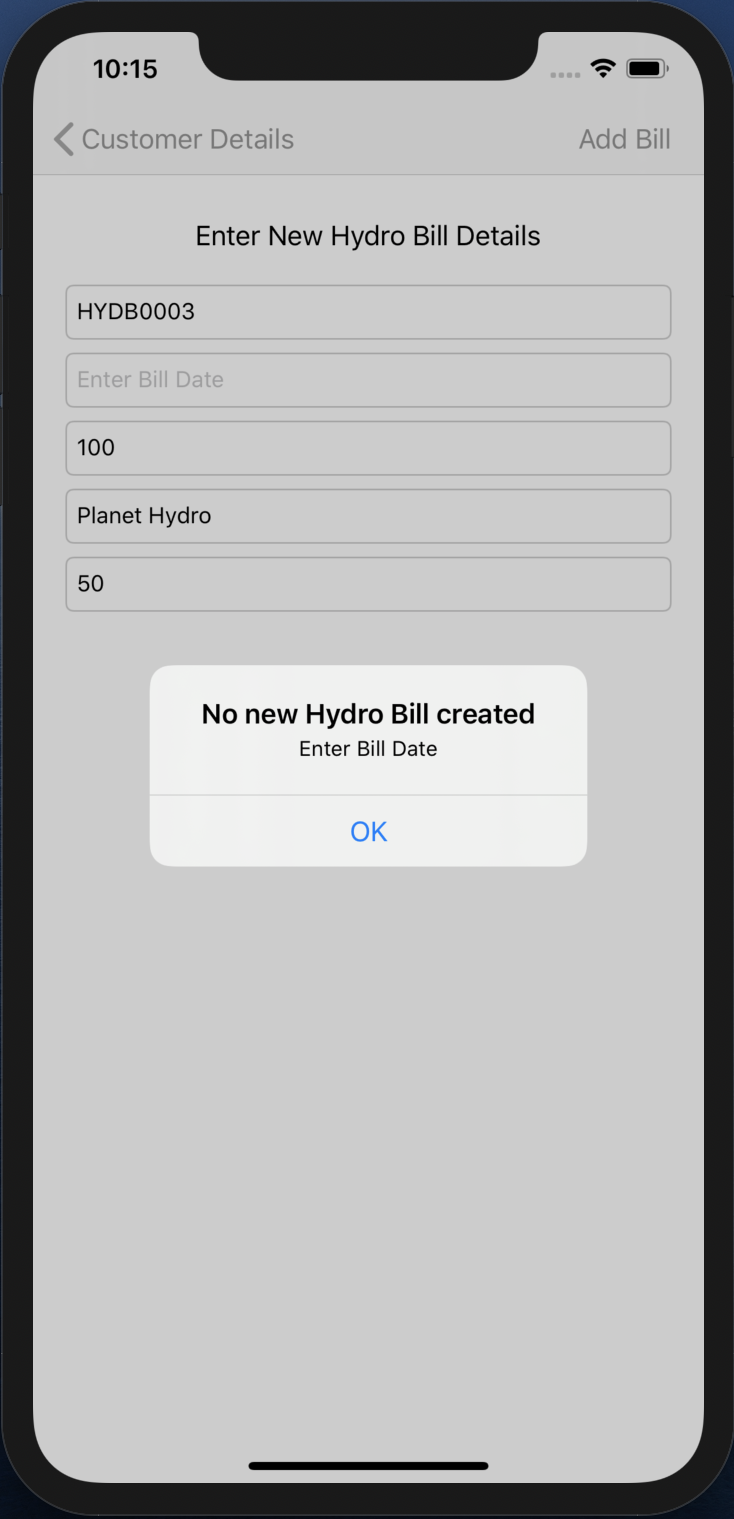 10:15
Customer Details
Add Bill
Enter New Hydro Bill Details
HYDB0003
Enter Bill Date
100
Planet Hydro
50
No new Hydro Bill created
Enter Bill Date
OK